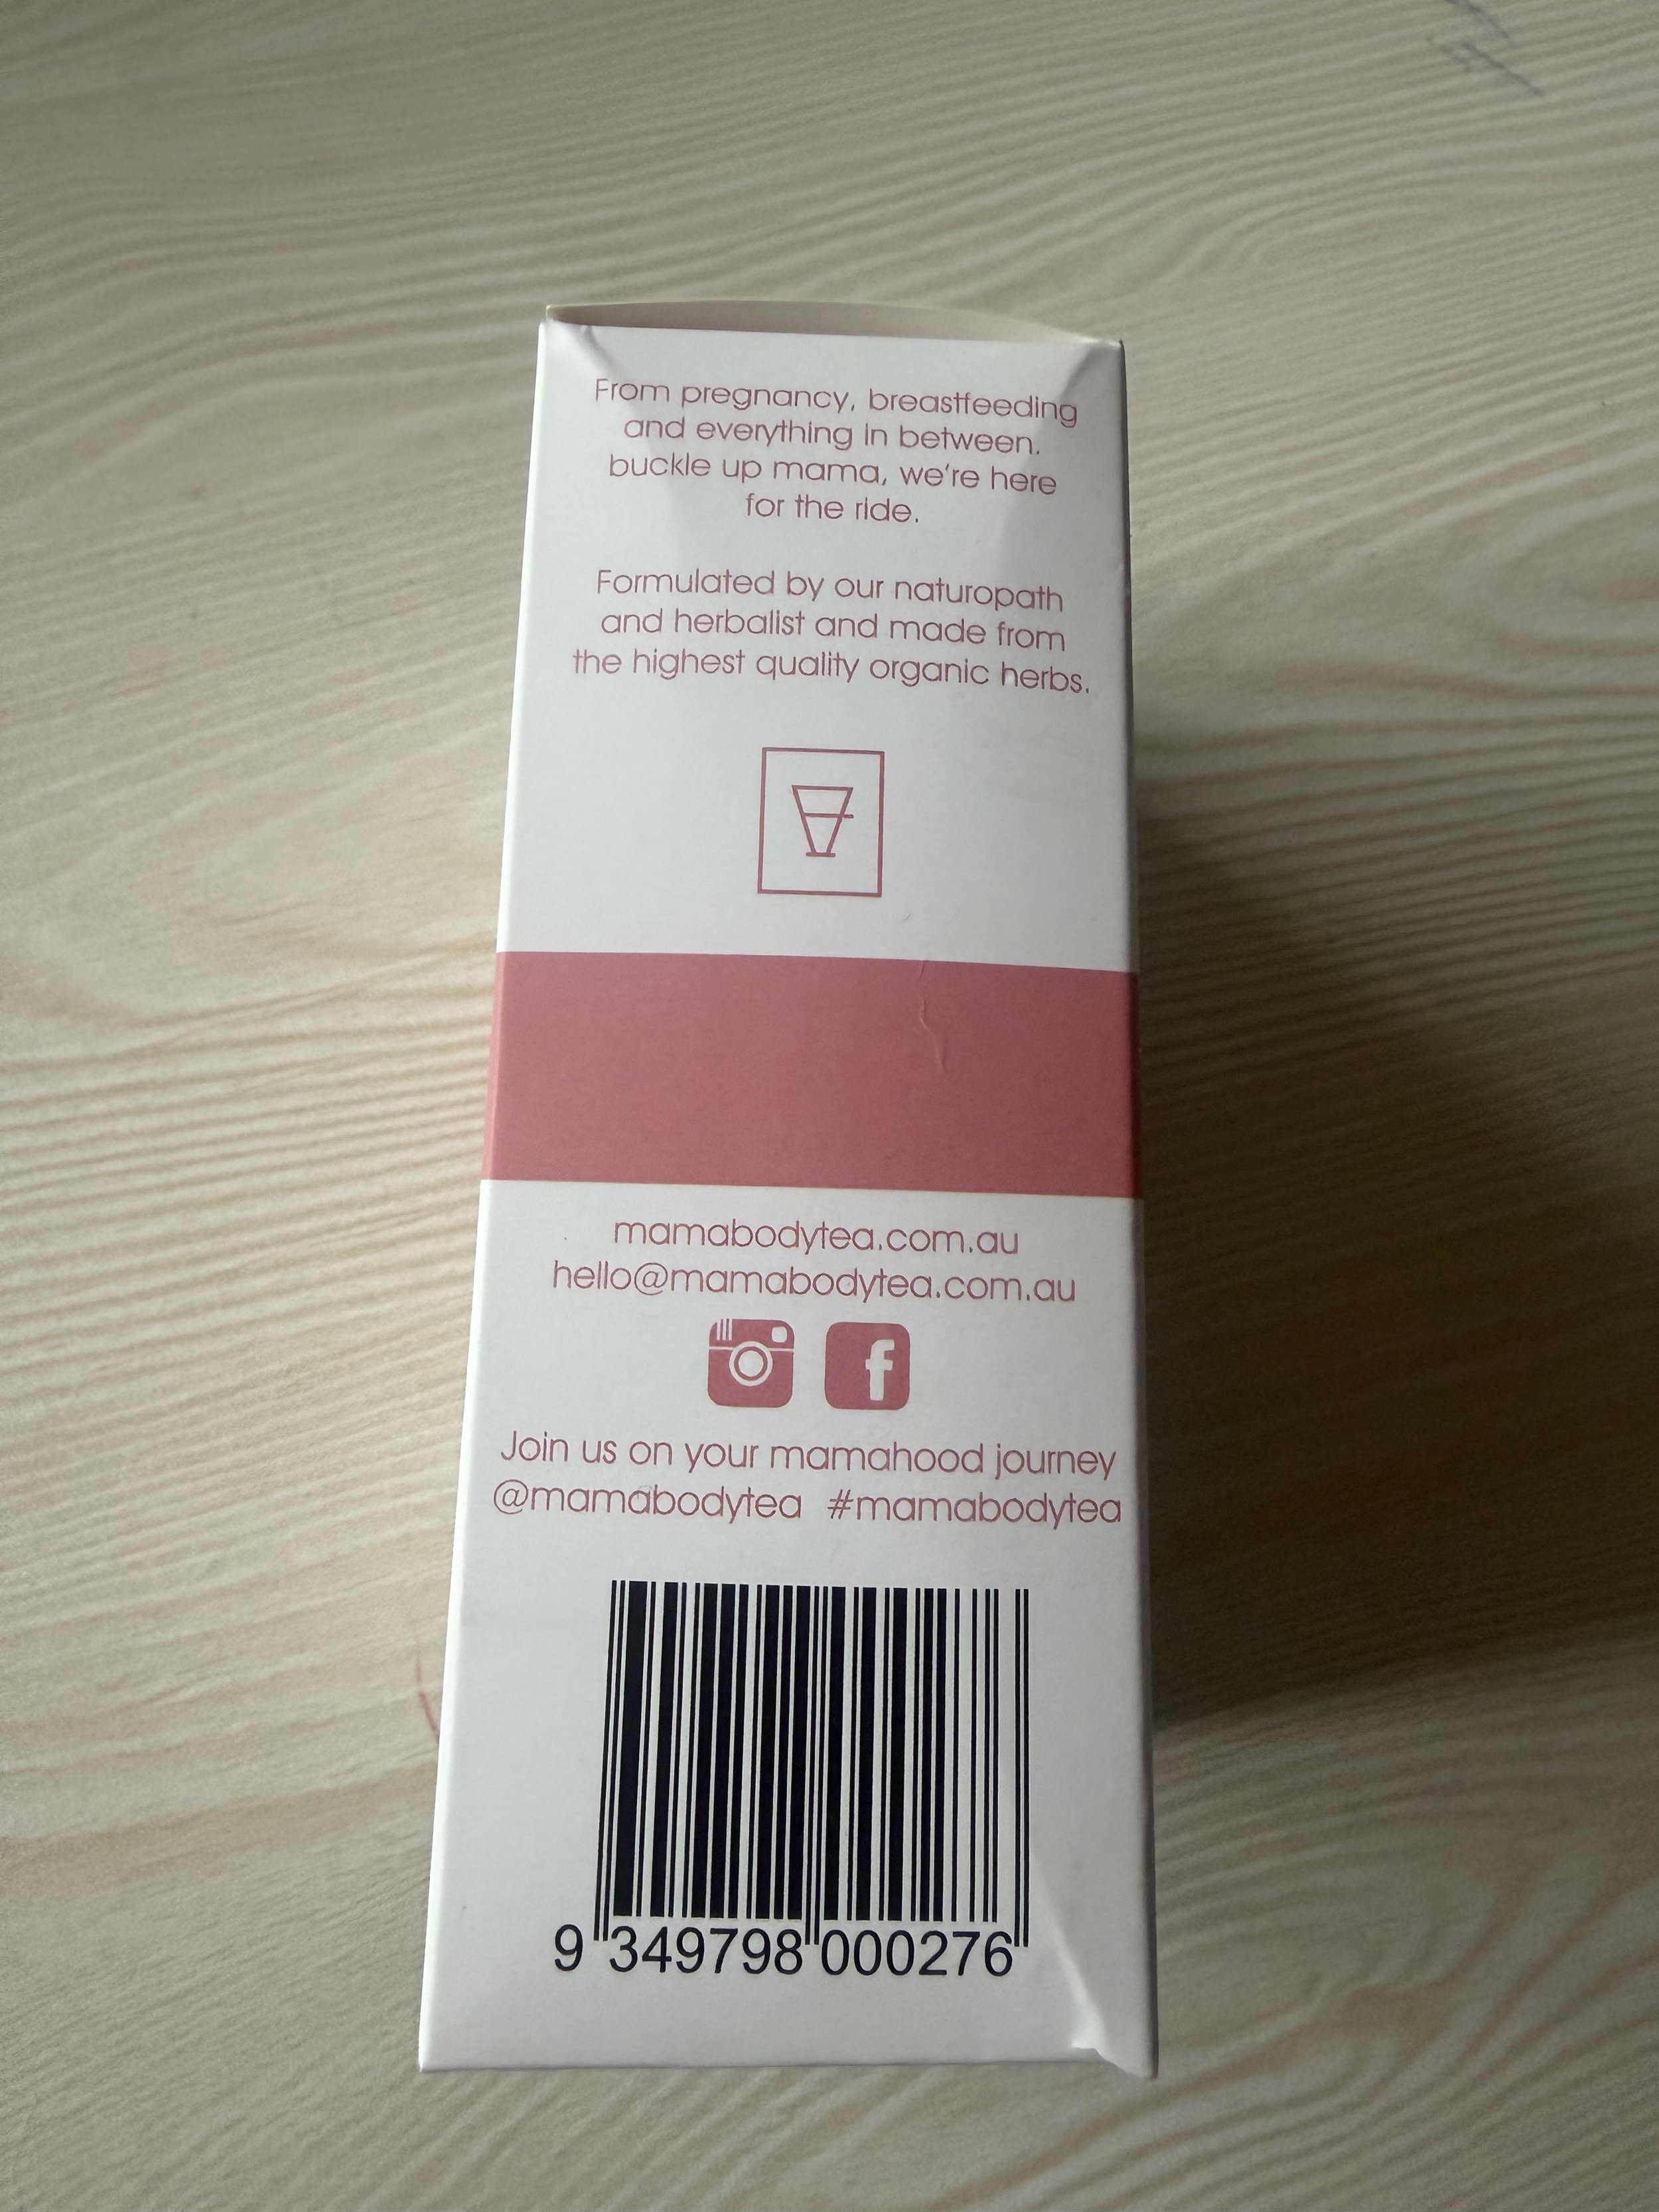 From pregnancy, breastfeeding
and everything in between.
buckle up mama, we're here
for the ride.
Formulated by our naturopath
and herbalist and made from
the highest quality organic herbs.
mamabodytea.com.au
hello@mamabodytea.com.au
Join us on your mamahood journey
@mamabodytea #mamabodytea
9 349798 000276